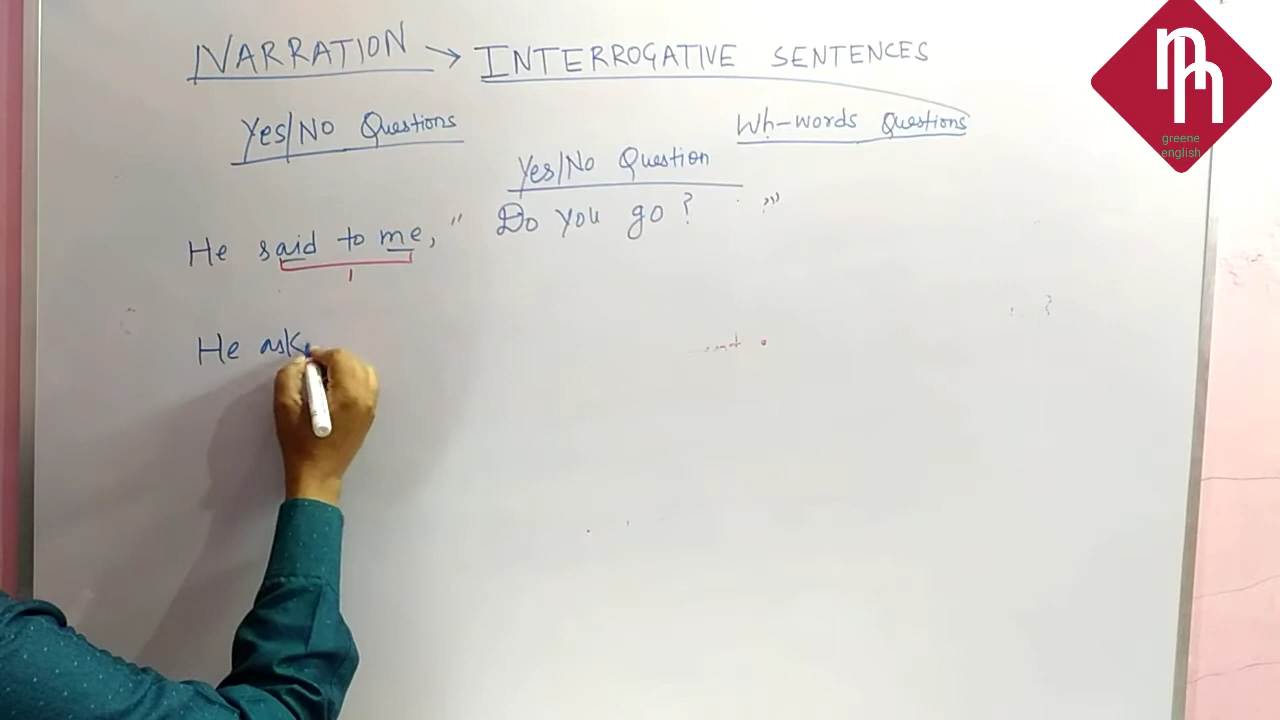 NARRATION → INTERROGATIVE SENTENCES
Yes/No Questions
Wh-words Questions
Yes/No Question
He said to me, " Do you go? "
He ask
greene
english